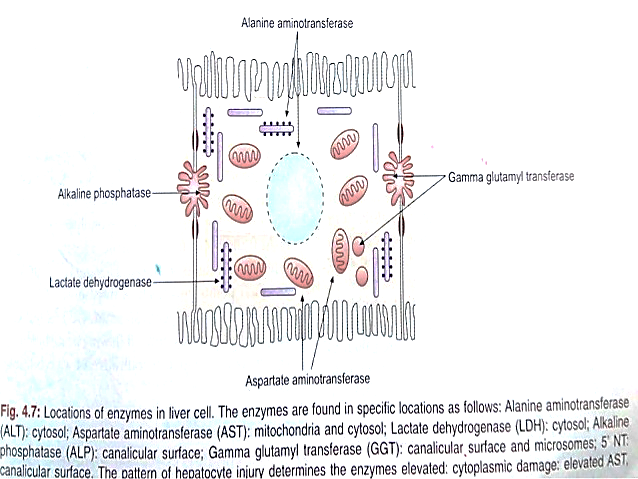 Alanine aminotransferase
Alkaline phosphatase
Gamma glutamyl transferase
Lactate dehydrogenase
Aspartate aminotransferase
Fig. 4.7: Locations of enzymes in liver cell. The enzymes are found in specific locations as follows: Alanine aminotransferase
(ALT): cytosol; Aspartate aminotransferase (AST): mitochondria and cytosol; Lactate dehydrogenase (LDH): cytosol; Alkaline
phosphatase (ALP): canalicular surface; Gamma glutamyl transferase (GGT): canalicular surface and microsomes; 5' NT:
canalicular surface. The pattern of hepatocyte injury determines the enzymes elevated: cytoplasmic damage: elevated AST,